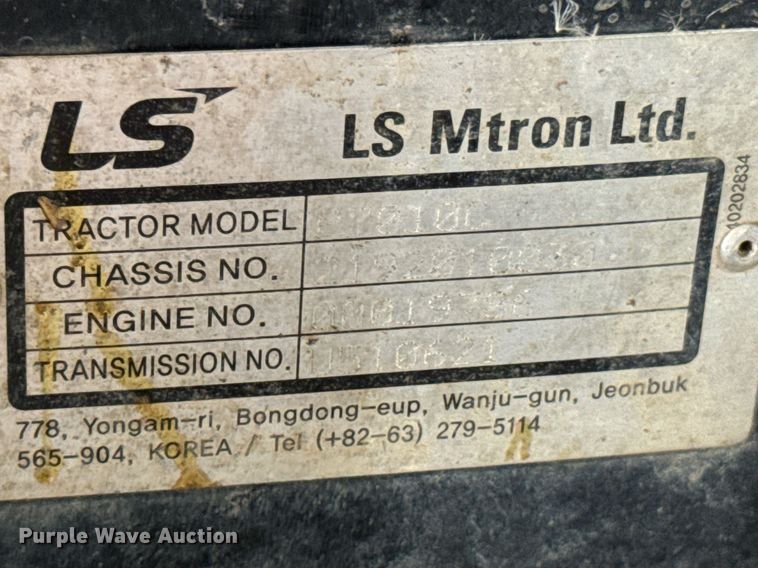 LS
LS Mtron Ltd.
10202634
TRACTOR MODEL
CHASSIS NO.
ENGINE NO.
TRANSMISSION NO.
778, Yongam-ri, Bongdong-eup, Wanju-gun, Jeonbuk
565-904, KOREA / Tel (+82-63) 279-5114
Purple Wave Auction